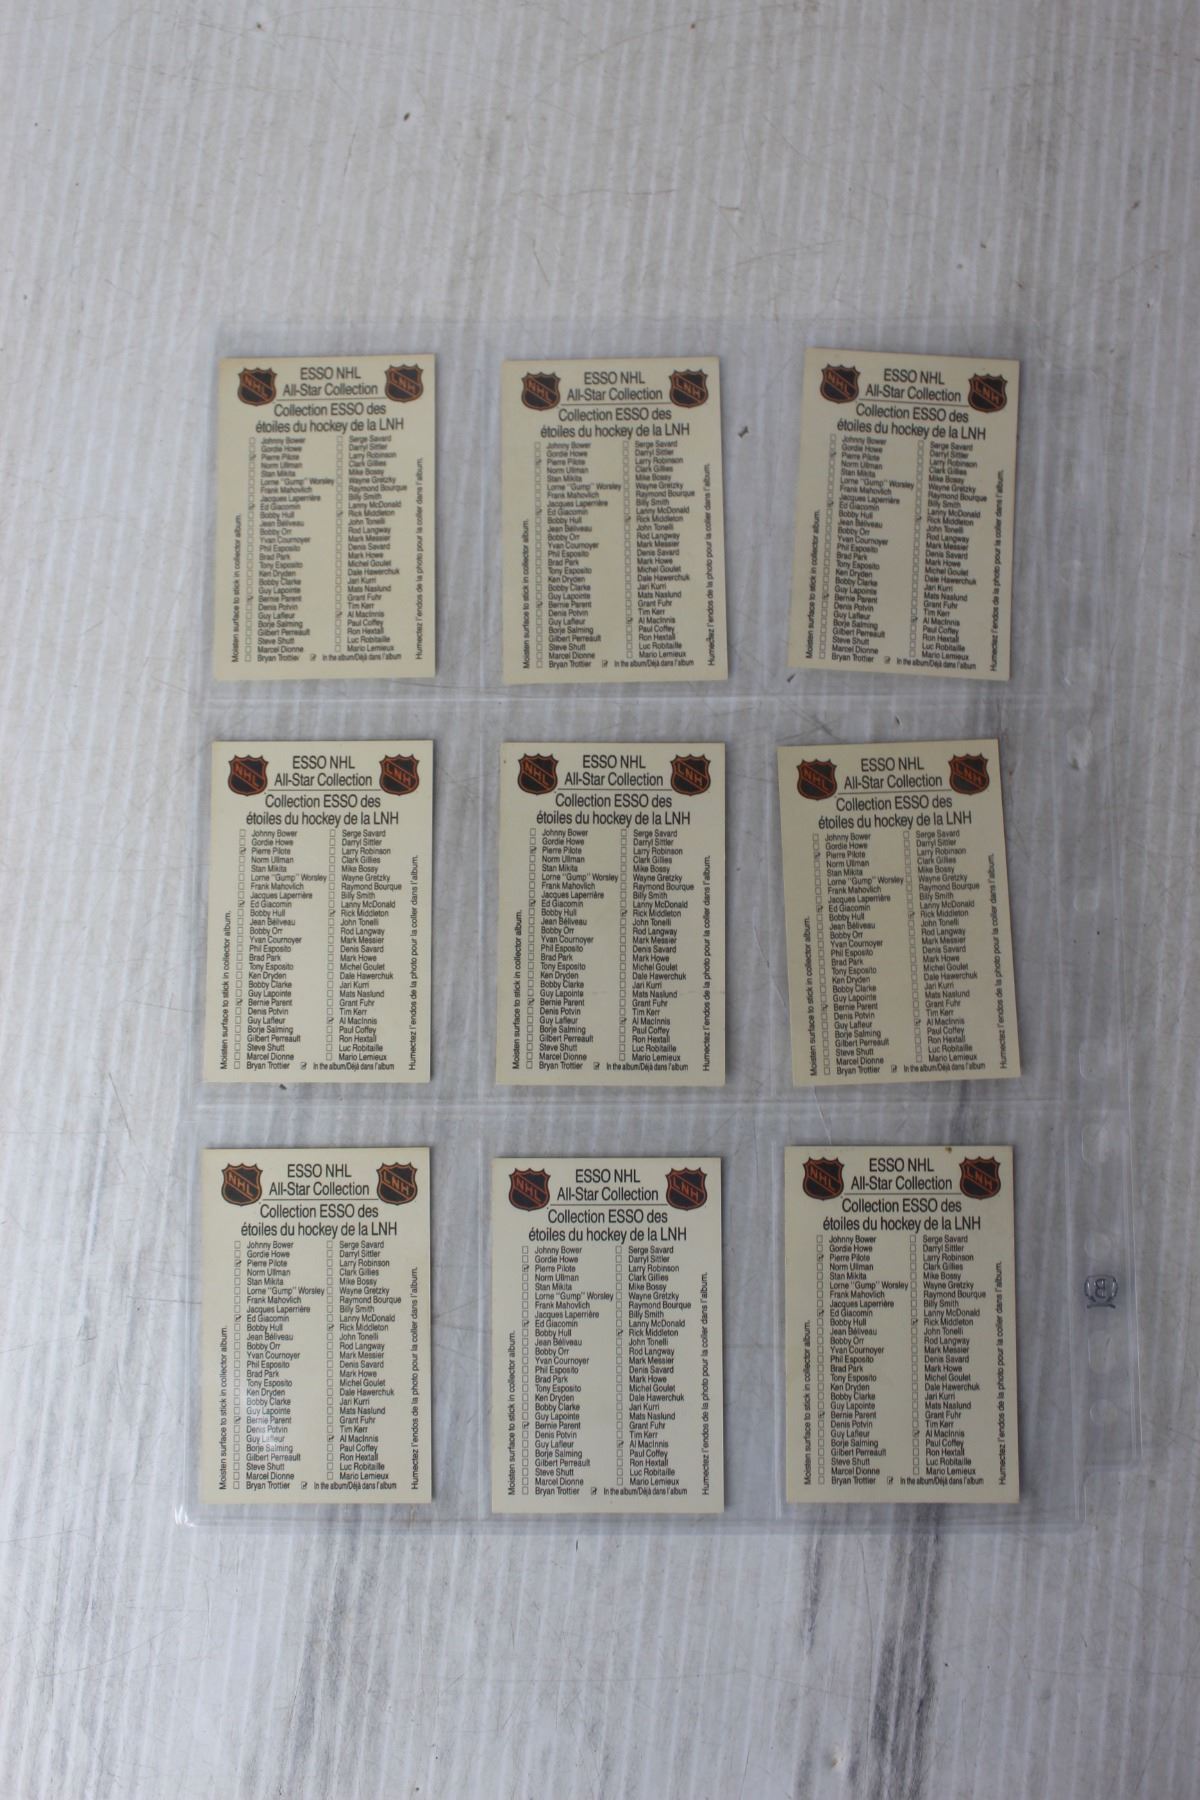 NHL
ESSO NHL
All-Star Collection
LNH
Collection ESSO des
étoiles du hockey de la LNH
Johnny Bower
Gordie Howe
Pierre Pilote
Norm Ullman
Stan Mikita
Lorne "Gump" Worsley
Frank Mahovlich
Jacques Laperrière
Ed Giacomin
Bobby Hull
Jean Béliveau
Bobby Orr
Yvan Cournoyer
Phil Esposito
Brad Park
Tony Esposito
Ken Dryden
Bobby Clarke
Guy Lapointe
Bernie Parent
Denis Potvin
Guy Lafleur
Borje Salming
Gilbert Perreault
Steve Shutt
Marcel Dionne
Bryan Trottier
Serge Savard
Darryl Sittler
Larry Robinson
Clark Gillies
Mike Bossy
Wayne Gretzky
Raymond Bourque
Billy Smith
Lanny McDonald
Rick Middleton
John Tonelli
Rod Langway
Mark Messier
Denis Savard
Mark Howe
Michel Goulet
Dale Hawerchuk
Jari Kurri
Mats Naslund
Grant Fuhr
Tim Kerr
Al MacInnis
Paul Coffey
Ron Hextall
Luc Robitaille
Mario Lemieux
In the album/Déjà dans l'album
Moisten surface to stick in collector album.
Humectez l'endos de la photo pour la coller dans l'album.